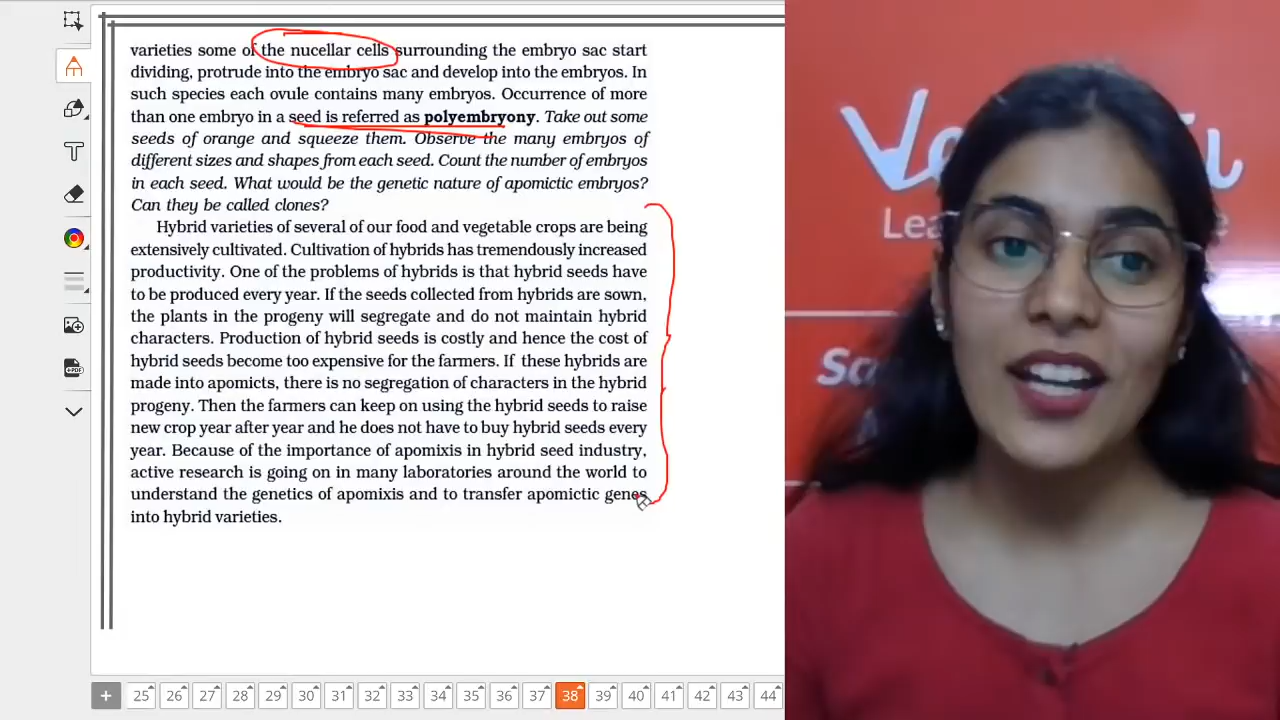 varieties some of the nucellar cells surrounding the embryo sac start
dividing, protrude into the embryo sac and develop into the embryos. In
such species each ovule contains many embryos. Occurrence of more
than one embryo in a seed is referred as polyembryony. Take out some
seeds of orange and squeeze them. Observe the many embryos of
different sizes and shapes from each seed. Count the number of embryos
in each seed. What would be the genetic nature of apomictic embryos?
Can they be called clones?
Hybrid varieties of several of our food and vegetable crops are being
extensively cultivated. Cultivation of hybrids has tremendously increased
productivity. One of the problems of hybrids is that hybrid seeds have
to be produced every year. If the seeds collected from hybrids are sown,
the plants in the progeny will segregate and do not maintain hybrid
characters. Production of hybrid seeds is costly and hence the cost of
hybrid seeds become too expensive for the farmers. If these hybrids are
made into apomicts, there is no segregation of characters in the hybrid
progeny. Then the farmers can keep on using the hybrid seeds to raise
new crop year after year and he does not have to buy hybrid seeds every
year. Because of the importance of apomixis in hybrid seed industry,
active research is going on in many laboratories around the world to
understand the genetics of apomixis and to transfer apomictic genes
into hybrid varieties.
+ 25 26 27 28 29 30 31 32 33 34 35 36 37 38 39 40 41 42 43 44